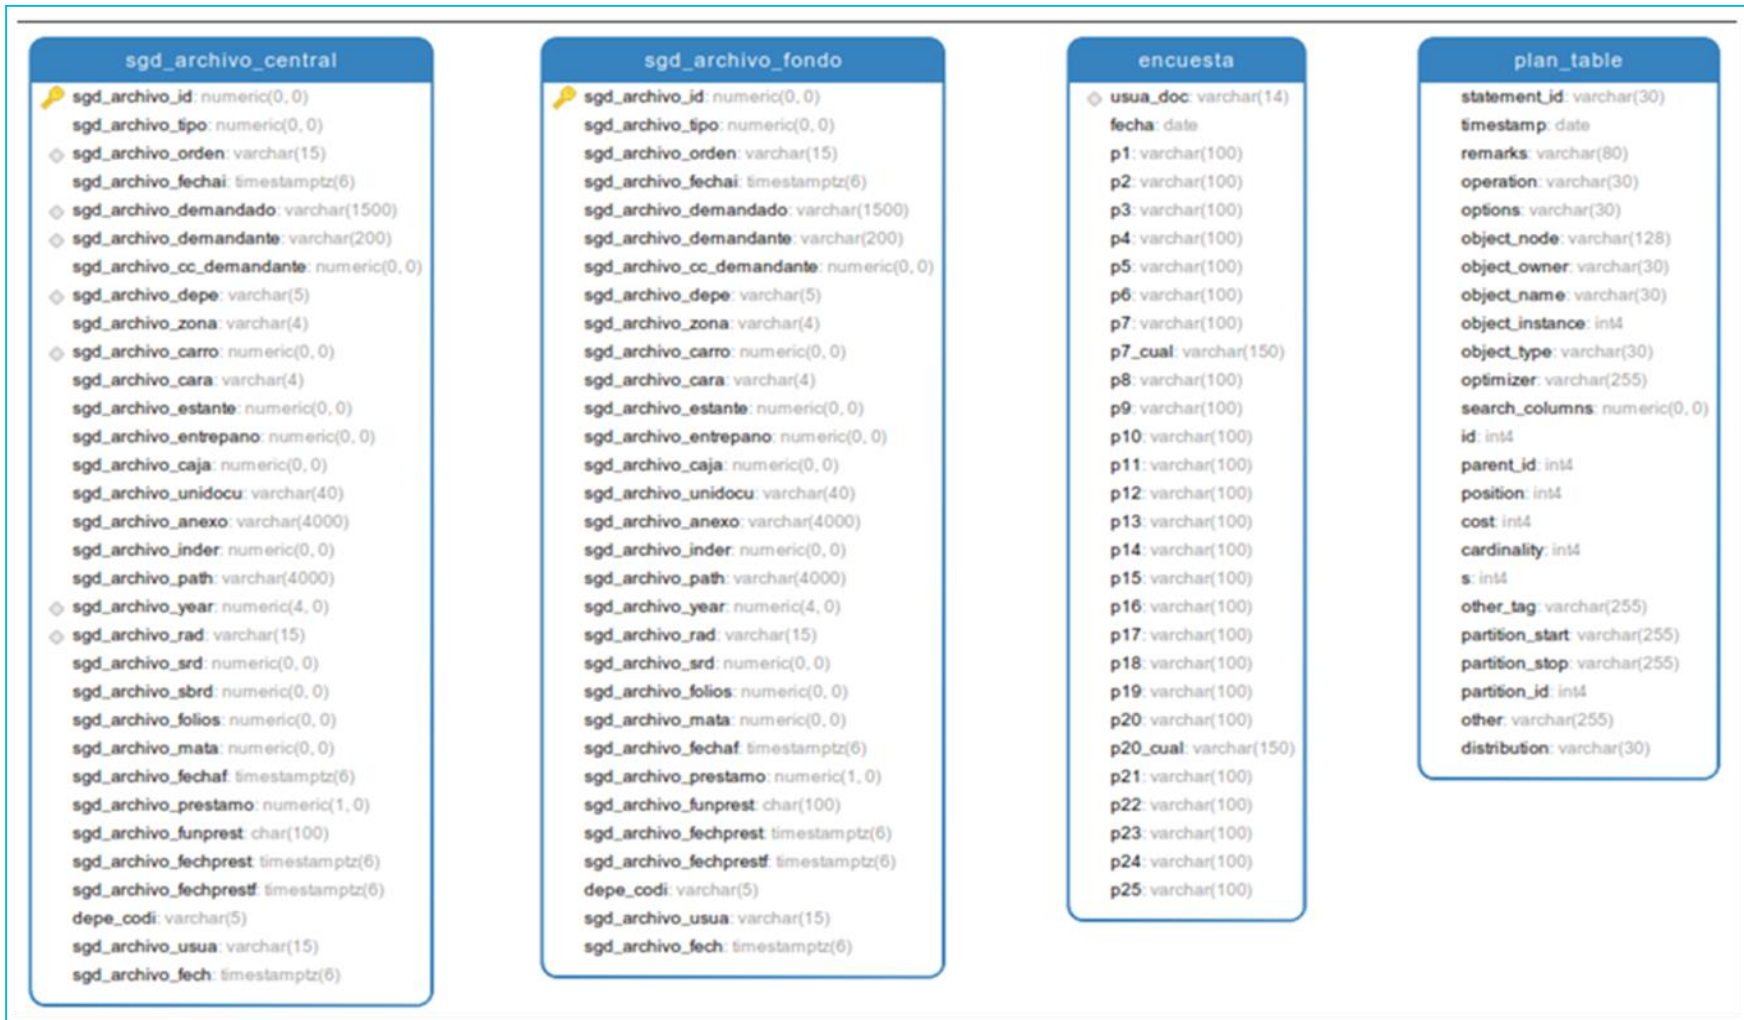 sgd_archivo_central
sgd_archivo_id: numeric(0, 0)
sgd_archivo_tipo: numeric(0, 0)
sgd_archivo_orden: varchar(15)
sgd_archivo_fechai: timestamptz(6)
sgd_archivo_demandado: varchar(1500)
sgd_archivo_demandante: varchar(200)
sgd_archivo_cc_demandante: numeric(0, 0)
sgd_archivo_depe: varchar(5)
sgd_archivo_zona: varchar(4)
sgd_archivo_carro: numeric(0, 0)
sgd_archivo_cara: varchar(4)
sgd_archivo_estante: numeric(0, 0)
sgd_archivo_entrepano: numeric(0, 0)
sgd_archivo_caja: numeric(0, 0)
sgd_archivo_unidocu: varchar(40)
sgd_archivo_anexo: varchar(4000)
sgd_archivo_inder: numeric(0, 0)
sgd_archivo_path: varchar(4000)
sgd_archivo_year: numeric(4, 0)
sgd_archivo_rad: varchar(15)
sgd_archivo_srd: numeric(0, 0)
sgd_archivo_sbrd: numeric(0, 0)
sgd_archivo_folios: numeric(0, 0)
sgd_archivo_mata: numeric(0, 0)
sgd_archivo_fechaf: timestamptz(6)
sgd_archivo_prestamo: numeric(1, 0)
sgd_archivo_funprest: char(100)
sgd_archivo_fechprest: timestamptz(6)
sgd_archivo_fechprestf: timestamptz(6)
depe_codi: varchar(5)
sgd_archivo_usua: varchar(15)
sgd_archivo_fech: timestamptz(6)
sgd_archivo_fondo
sgd_archivo_id: numeric(0, 0)
sgd_archivo_tipo: numeric(0, 0)
sgd_archivo_orden: varchar(15)
sgd_archivo_fechai: timestamptz(6)
sgd_archivo_demandado: varchar(1500)
sgd_archivo_demandante: varchar(200)
sgd_archivo_cc_demandante: numeric(0, 0)
sgd_archivo_depe: varchar(5)
sgd_archivo_zona: varchar(4)
sgd_archivo_carro: numeric(0, 0)
sgd_archivo_cara: varchar(4)
sgd_archivo_estante: numeric(0, 0)
sgd_archivo_entrepano: numeric(0, 0)
sgd_archivo_caja: numeric(0, 0)
sgd_archivo_unidocu: varchar(40)
sgd_archivo_anexo: varchar(4000)
sgd_archivo_inder: numeric(0, 0)
sgd_archivo_path: varchar(4000)
sgd_archivo_year: numeric(4, 0)
sgd_archivo_rad: varchar(15)
sgd_archivo_srd: numeric(0, 0)
sgd_archivo_folios: numeric(0, 0)
sgd_archivo_mata: numeric(0, 0)
sgd_archivo_fechaf: timestamptz(6)
sgd_archivo_prestamo: numeric(1, 0)
sgd_archivo_funprest: char(100)
sgd_archivo_fechprest: timestamptz(6)
sgd_archivo_fechprestf: timestamptz(6)
depe_codi: varchar(5)
sgd_archivo_usua: varchar(15)
sgd_archivo_fech: timestamptz(6)
encuesta
usua_doc: varchar(14)
fecha: date
p1: varchar(100)
p2: varchar(100)
p3: varchar(100)
p4: varchar(100)
p5: varchar(100)
p6: varchar(100)
p7: varchar(100)
p7_cual: varchar(150)
p8: varchar(100)
p9: varchar(100)
p10: varchar(100)
p11: varchar(100)
p12: varchar(100)
p13: varchar(100)
p14: varchar(100)
p15: varchar(100)
p16: varchar(100)
p17: varchar(100)
p18: varchar(100)
p19: varchar(100)
p20: varchar(100)
p20_cual: varchar(150)
p21: varchar(100)
p22: varchar(100)
p23: varchar(100)
p24: varchar(100)
p25: varchar(100)
plan_table
statement_id: varchar(30)
timestamp: date
remarks: varchar(80)
operation: varchar(30)
options: varchar(30)
object_node: varchar(128)
object_owner: varchar(30)
object_name: varchar(30)
object_instance: int4
object_type: varchar(30)
optimizer: varchar(255)
search_columns: numeric(0, 0)
id: int4
parent_id: int4
position: int4
cost: int4
cardinality: int4
s: int4
other_tag: varchar(255)
partition_start: varchar(255)
partition_stop: varchar(255)
partition_id: int4
other: varchar(255)
distribution: varchar(30)